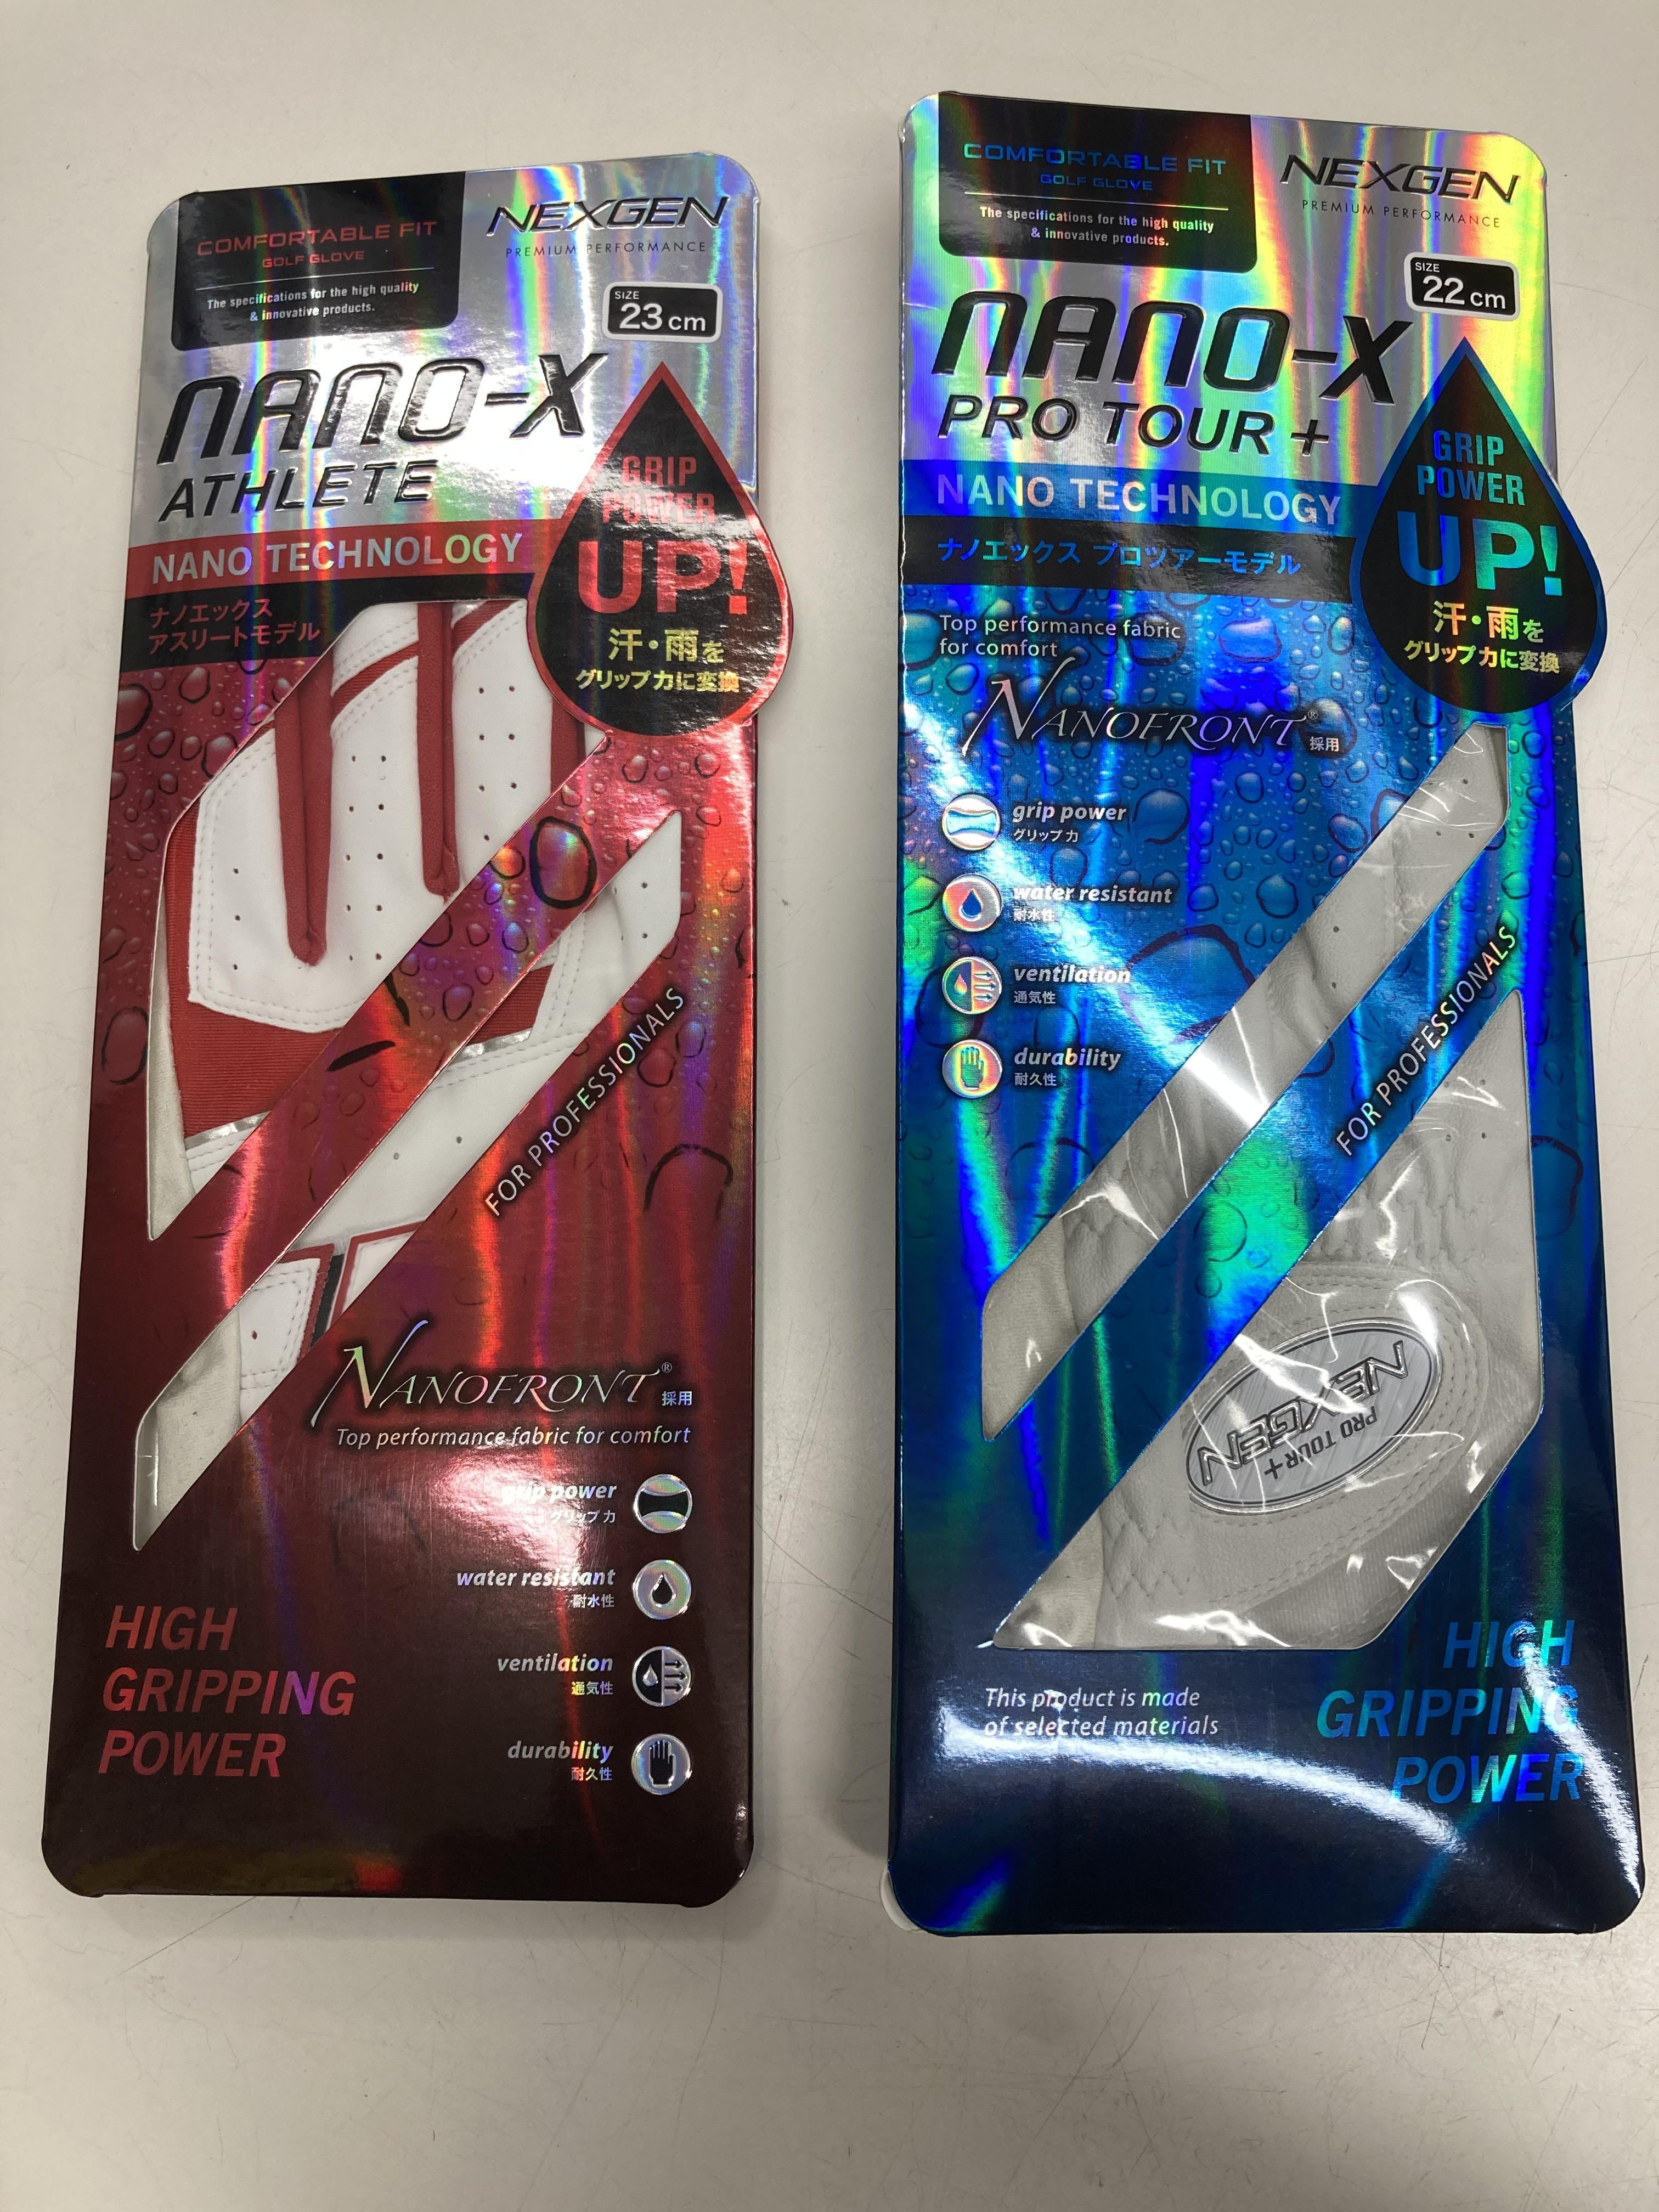 COMFORTABLE FIT
GOLF GLOVE
The specifications for the high quality
& innovative products.
NEXGEN
PREMIUM PERFORMANCE
SIZE
23 cm
NANO-X
ATHLETE
NANO TECHNOLOGY
ナノエックス
アスリートモデル
GRIP
POWER
UP!
汗・雨を
グリップ力に変換
FOR PROFESSIONALS
NANOFRONT® 採用
Top performance fabric for comfort
grip power
グリップ力
water resistant
耐水性
ventilation
通気性
durability
耐久性
HIGH
GRIPPING
POWER
COMFORTABLE FIT
GOLF GLOVE
The specifications for the high quality
& innovative products.
NEXGEN
PREMIUM PERFORMANCE
SIZE
22 cm
NANO-X
PRO TOUR +
NANO TECHNOLOGY
ナノエックス プロツアーモデル
GRIP
POWER
UP!
汗・雨を
グリップ力に変換
Top performance fabric
for comfort
NANOFRONT® 採用
grip power
グリップ力
water resistant
耐水性
ventilation
通気性
durability
耐久性
FOR PROFESSIONALS
NEXGEN
PRO TOUR+
This product is made
of selected materials
HIGH
GRIPPING
POWER